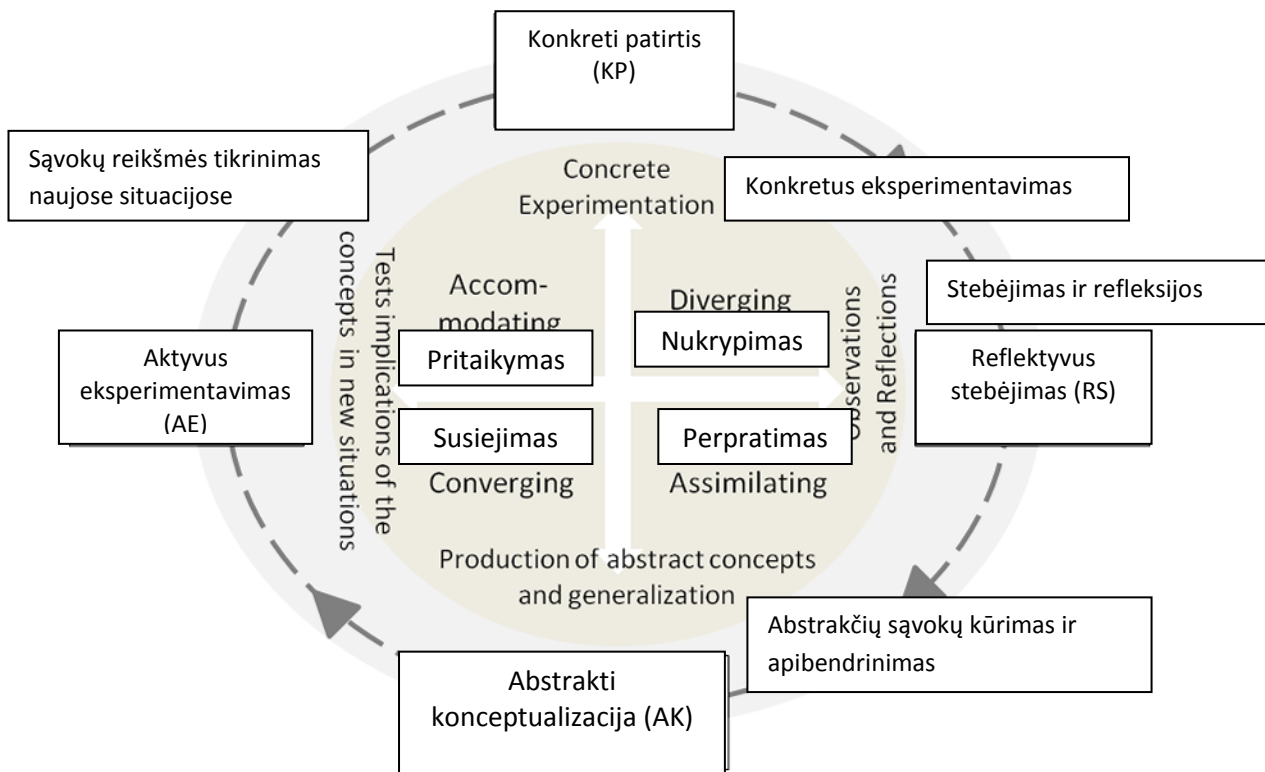 Konkreti patirtis
(KP)
Sąvokų reikšmės tikrinimas
naujose situacijose
Concrete
Experimentation
Konkretus eksperimentavimas
Stebėjimas ir refleksijos
Tests implications of the
concepts in new situations
Accom-
modating
Diverging
Observations
and Reflections
Aktyvus
eksperimentavimas
(AE)
Pritaikymas
Nukrypimas
Reflektyvus
stebėjimas (RS)
Susiejimas
Perpratimas
Converging
Assimilating
Production of abstract concepts
and generalization
Abstrakčių sąvokų kūrimas ir
apibendrinimas
Abstrakti
konceptualizacija (AK)